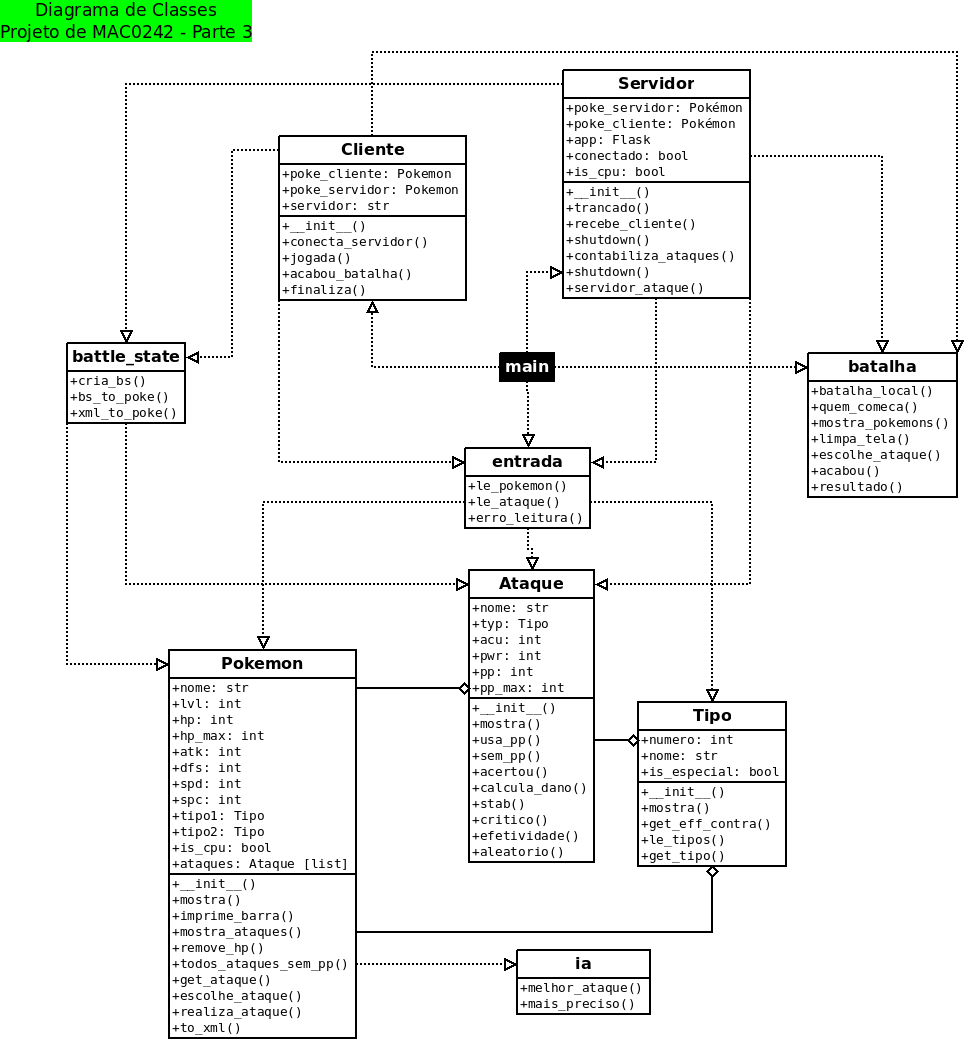 Diagrama de Classes
Projeto de MAC0242 - Parte 3
Servidor
+poke_servidor: Pokémon
+poke_cliente: Pokémon
+app: Flask
+conectado: bool
+is_cpu: bool
+__init__()
+trancado()
+recebe_cliente()
+shutdown()
+contabiliza_ataques()
+shutdown()
+servidor_ataque()
Cliente
+poke_cliente: Pokemon
+poke_servidor: Pokemon
+servidor: str
+__init__()
+conecta_servidor()
+jogada()
+acabou_batalha()
+finaliza()
battle_state
+cria_bs()
+bs_to_poke()
+xml_to_poke()
main
batalha
+batalha_local()
+quem_comeca()
+mostra_pokemons()
+limpa_tela()
+escolhe_ataque()
+acabou()
+resultado()
entrada
+le_pokemon()
+le_ataque()
+erro_leitura()
Ataque
+nome: str
+typ: Tipo
+acu: int
+pwr: int
+pp: int
+pp_max: int
+__init__()
+mostra()
+usa_pp()
+sem_pp()
+acertou()
+calcula_dano()
+stab()
+critico()
+efetividade()
+aleatorio()
Pokemon
+nome: str
+lvl: int
+hp: int
+hp_max: int
+atk: int
+dfs: int
+spd: int
+spc: int
+tipo1: Tipo
+tipo2: Tipo
+is_cpu: bool
+ataques: Ataque [list]
+__init__()
+mostra()
+imprime_barra()
+mostra_ataques()
+remove_hp()
+todos_ataques_sem_pp()
+get_ataque()
+escolhe_ataque()
+realiza_ataque()
+to_xml()
Tipo
+numero: int
+nome: str
+is_especial: bool
+__init__()
+mostra()
+get_eff_contra()
+le_tipos()
+get_tipo()
ia
+melhor_ataque()
+mais_preciso()